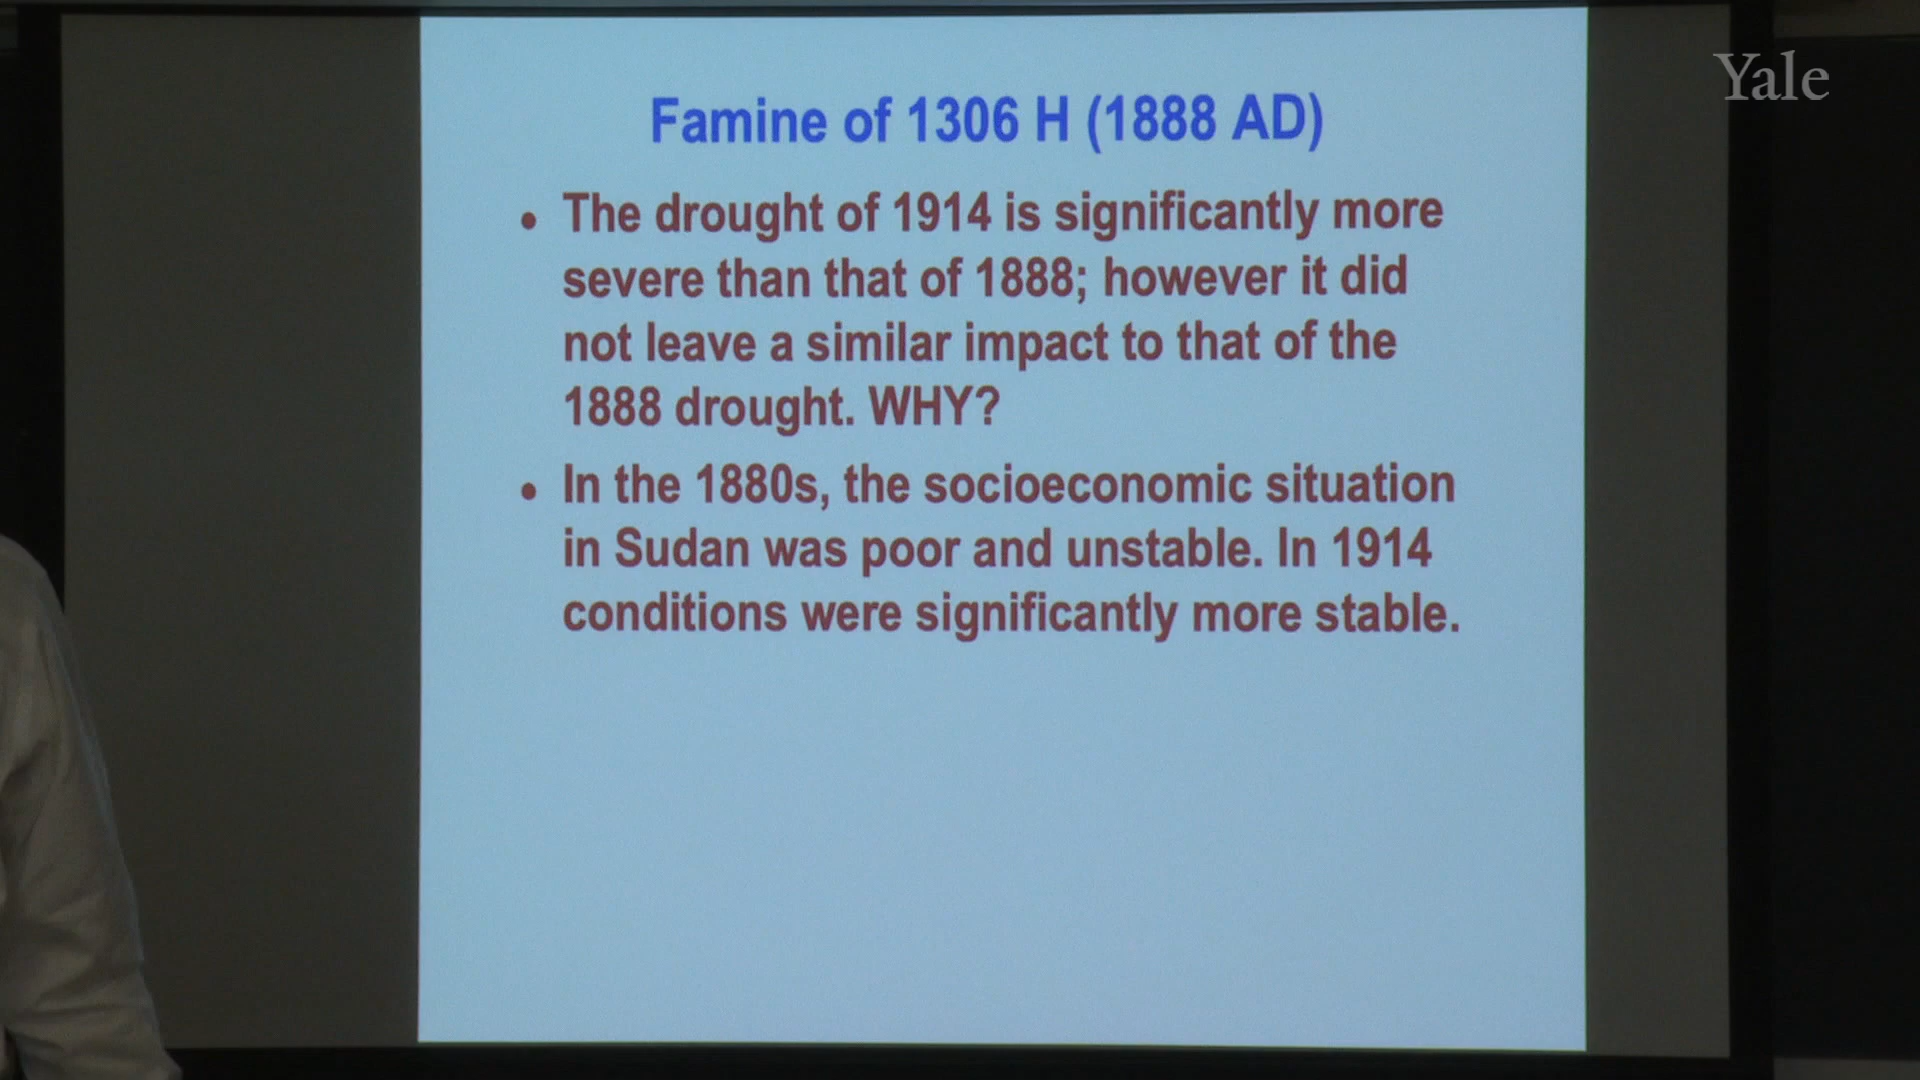 Yale
Famine of 1306 H (1888 AD)
• The drought of 1914 is significantly more
severe than that of 1888; however it did
not leave a similar impact to that of the
1888 drought. WHY?
• In the 1880s, the socioeconomic situation
in Sudan was poor and unstable. In 1914
conditions were significantly more stable.